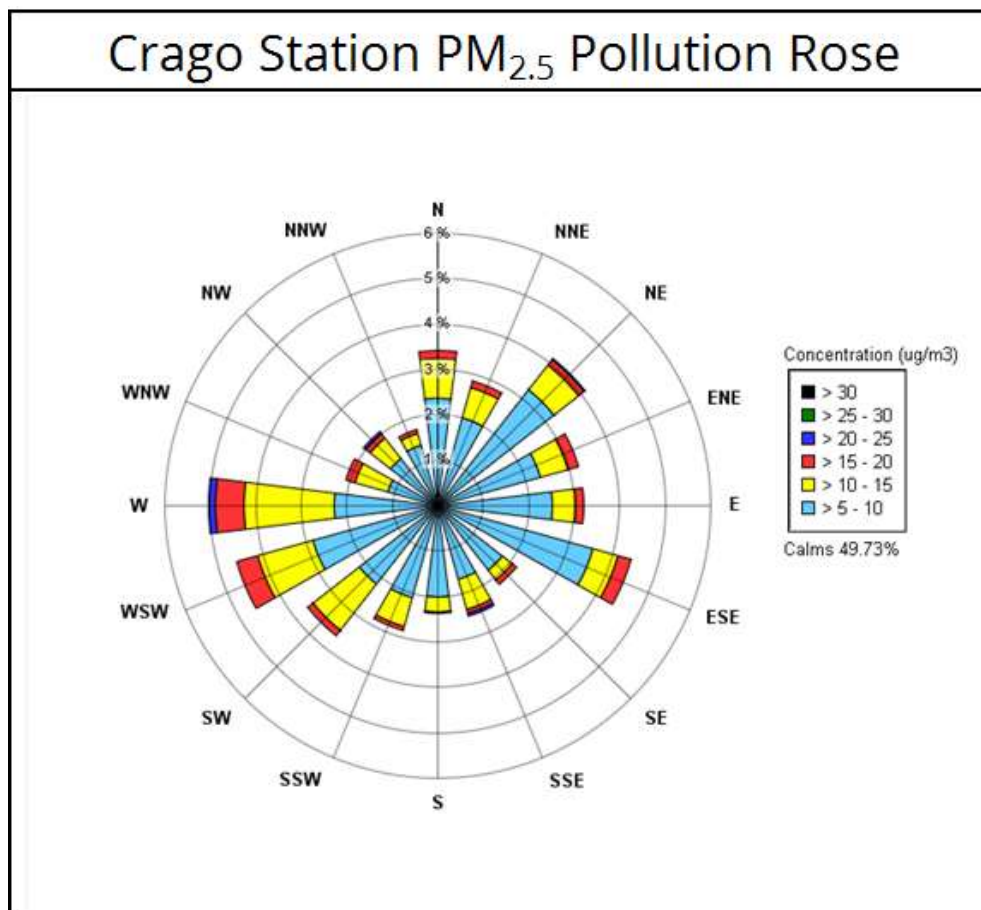 Crago Station PM2.5 Pollution Rose
N
NNW
NNE
6 %
5 %
NW
NE
4 %
Concentration (ug/m3)
3 %
> 30
WNW
ENE
> 25 - 30
2 %
> 20 - 25
> 15 - 20
1 %
> 10 - 15
W
E
> 5 - 10
Calms 49.73%
WSW
ESE
SW
SE
SSW
SSE
S